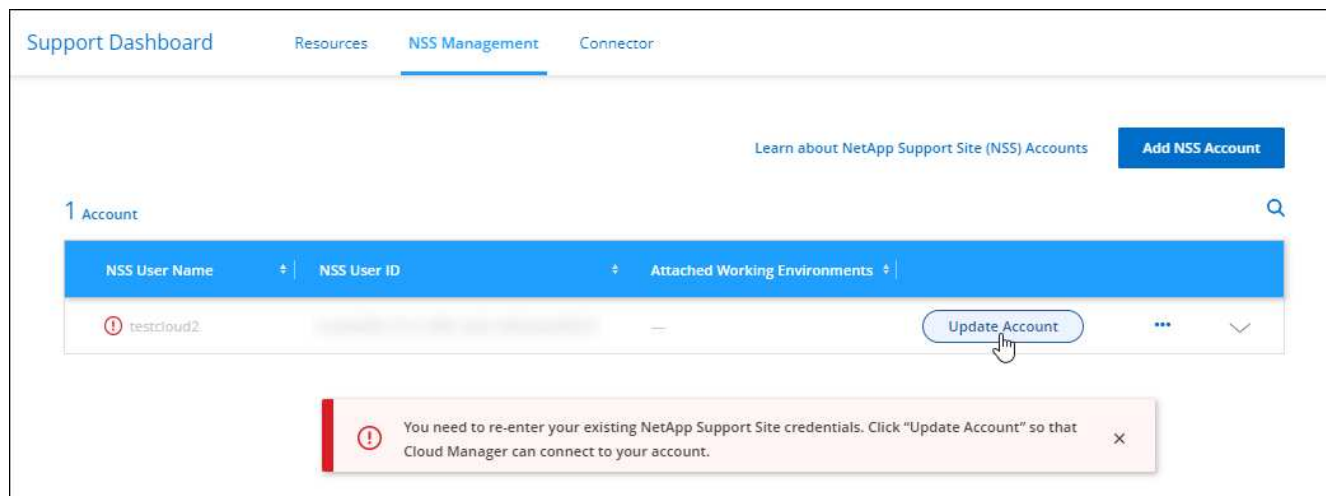 Support Dashboard Resources NSS Management Connector
Learn about NetApp Support Site (NSS) Accounts Add NSS Account
1 Account
NSS User Name NSS User ID Attached Working Environments
testcloud2 — Update Account ...
You need to re-enter your existing NetApp Support Site credentials. Click “Update Account” so that
Cloud Manager can connect to your account.